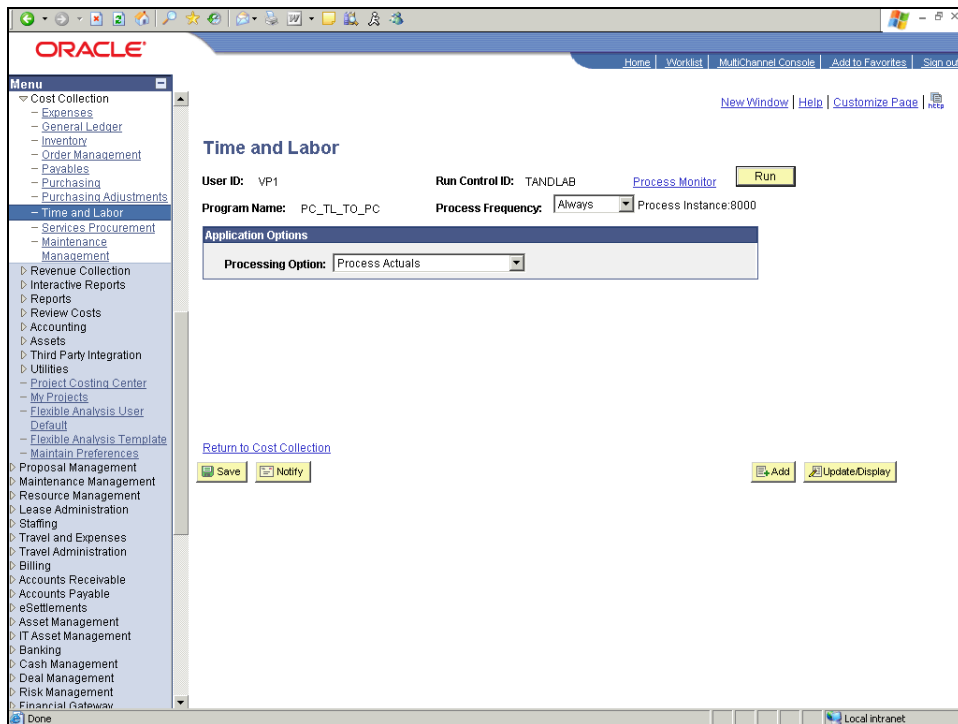 ORACLE'
Home | Worklist | MultiChannel Console | Add to Favorites | Sign out
Menu
Cost Collection
– Expenses
– General Ledger
– Inventory
– Order Management
– Payables
– Purchasing
– Purchasing Adjustments
– Time and Labor
– Services Procurement
– Maintenance
Management
Revenue Collection
Interactive Reports
Reports
Review Costs
Accounting
Assets
Third Party Integration
Utilities
– Project Costing Center
– My Projects
– Flexible Analysis User
Default
– Flexible Analysis Template
– Maintain Preferences
Proposal Management
Maintenance Management
Resource Management
Lease Administration
Staffing
Travel and Expenses
Travel Administration
Billing
Accounts Receivable
Accounts Payable
eSettlements
Asset Management
IT Asset Management
Banking
Cash Management
Deal Management
Risk Management
Financial Gateway
New Window | Help | Customize Page | http
Time and Labor
User ID: VP1 Run Control ID: TANDLAB Process Monitor Run
Program Name: PC_TL_TO_PC Process Frequency: Always Process Instance:8000
Application Options
Processing Option: Process Actuals
Return to Cost Collection
Save Notify Add Update/Display
Done Local intranet